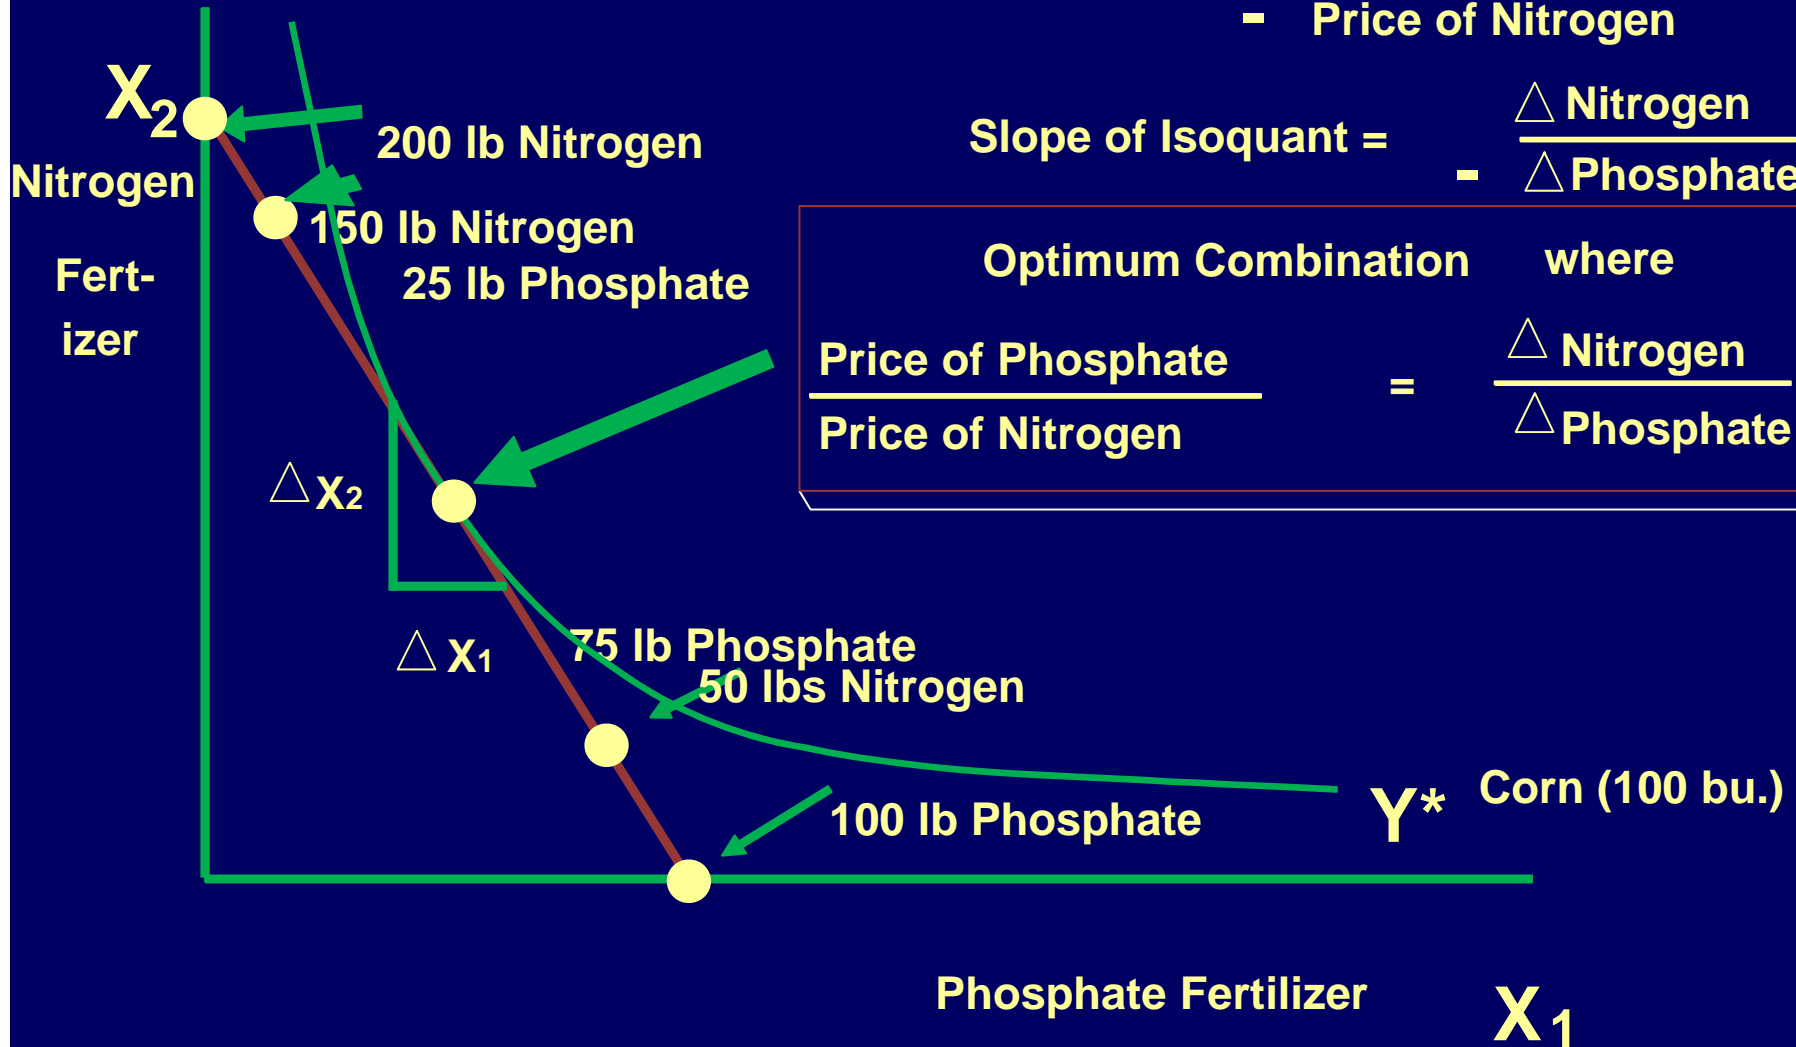 - Price of Nitrogen
X2
Nitrogen
Fert-
izer
200 lb Nitrogen
150 lb Nitrogen
25 lb Phosphate
Slope of Isoquant =
△ Nitrogen
- △ Phosphate
Optimum Combination where
Price of Phosphate
Price of Nitrogen
=
△ Nitrogen
△ Phosphate
△ X2
△ X1
75 lb Phosphate
50 lbs Nitrogen
100 lb Phosphate
Y* Corn (100 bu.)
Phosphate Fertilizer X1